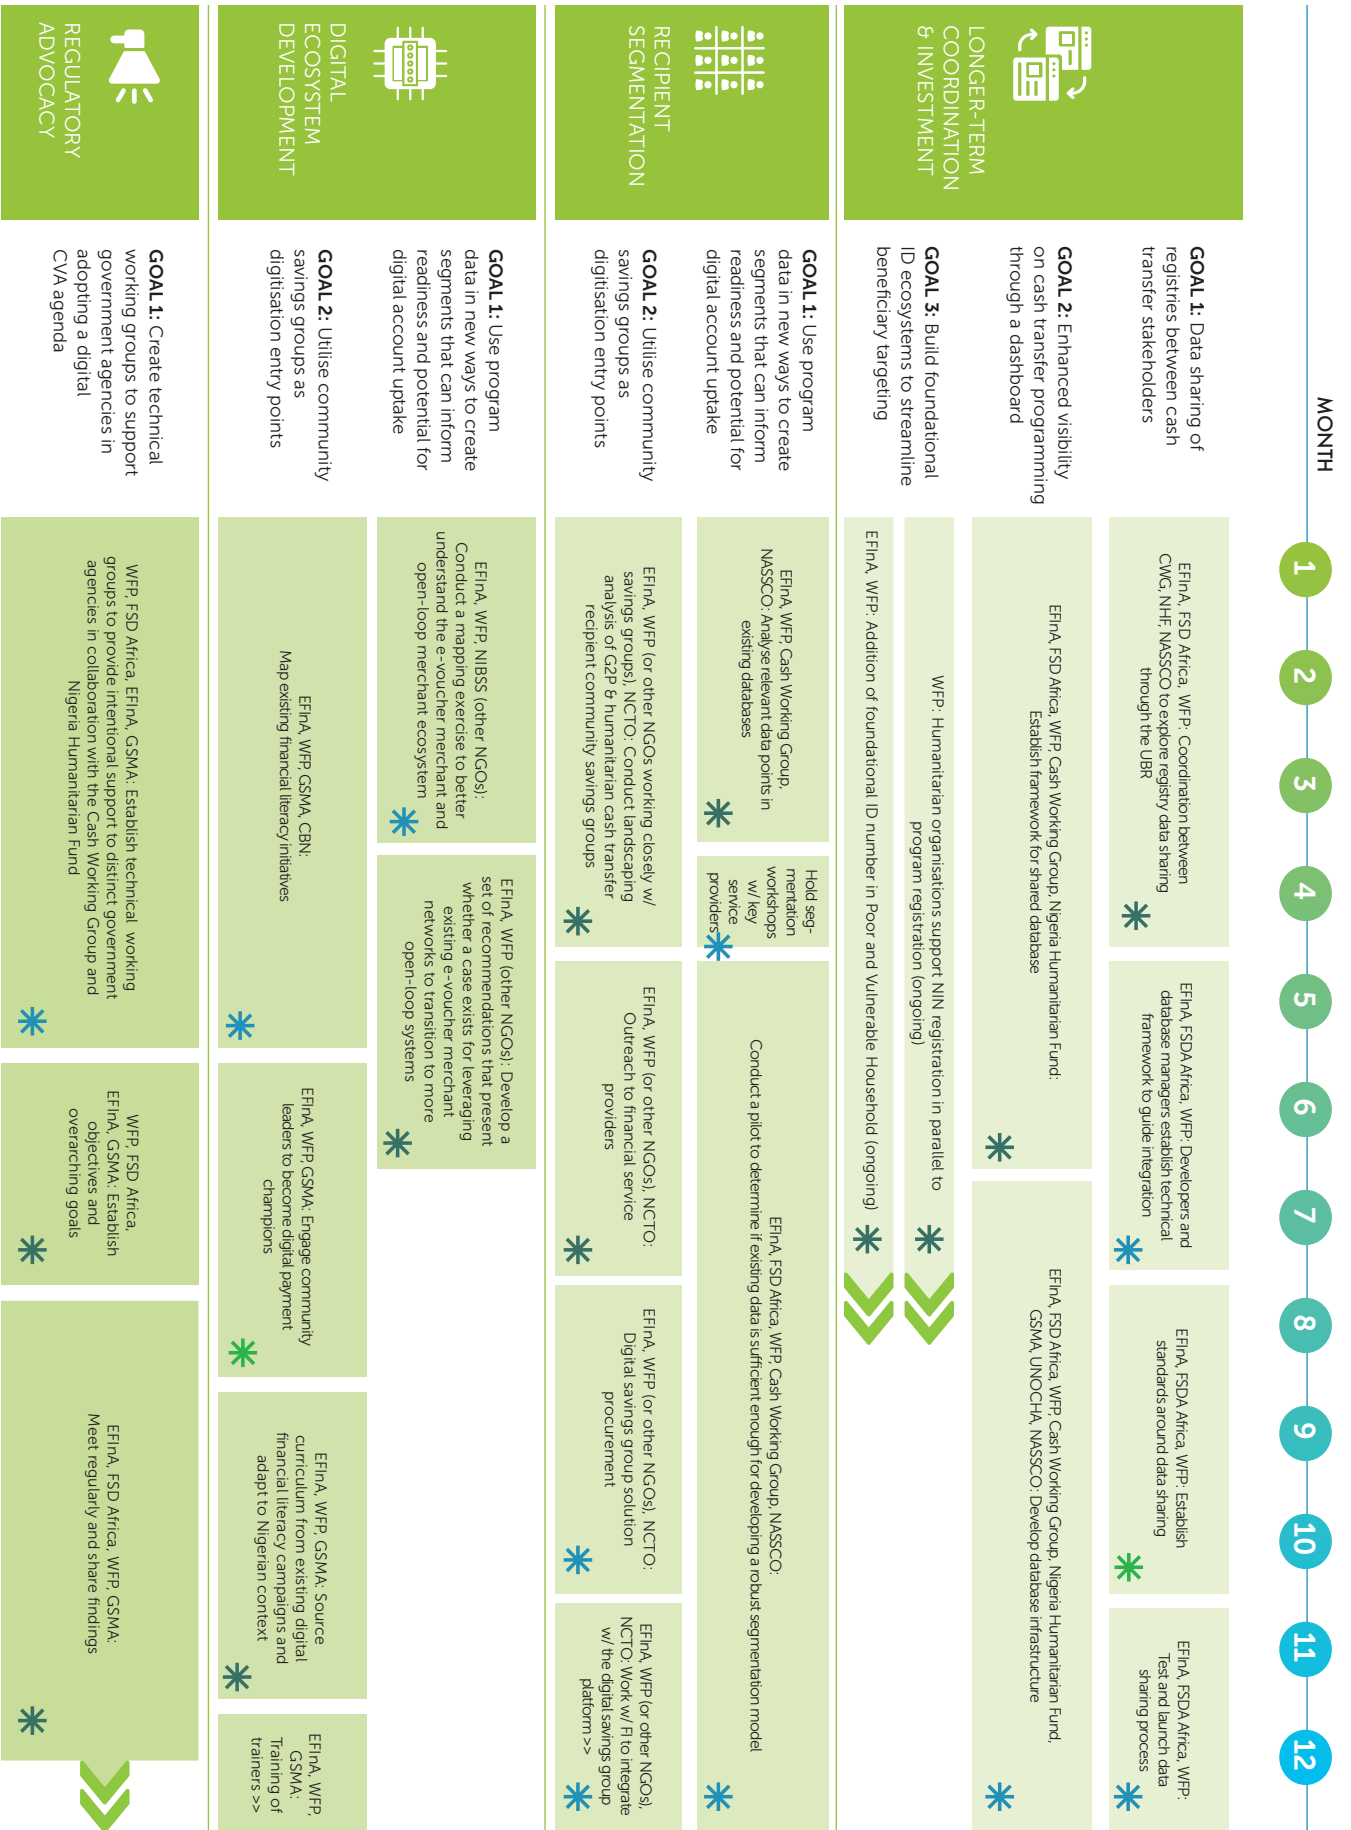 MONTH
1
2
3
4
5
6
7
8
9
10
11
12
LONGER-TERM
COORDINATION
& INVESTMENT
GOAL 1: Data sharing of
registries between cash
transfer stakeholders
EFInA, FSD Africa, WFP: Coordination between
CWG, NHF, NASSCO to explore registry data sharing
through the UBR
EFInA, FSDA Africa, WFP: Developers and
database managers establish technical
framework to guide integration
EFInA, FSDA Africa, WFP: Establish
standards around data sharing
EFInA, FSDA Africa, WFP:
Test and launch data
sharing process
GOAL 2: Enhanced visibility
on cash transfer programming
through a dashboard
EFInA, FSD Africa, WFP, Cash Working Group, Nigeria Humanitarian Fund:
Establish framework for shared database
EFInA, FSD Africa, WFP, Cash Working Group, Nigeria Humanitarian Fund,
GSMA, UNOCHA, NASSCO: Develop database infrastructure
GOAL 3: Build foundational
ID ecosystems to streamline
beneficiary targeting
WFP: Humanitarian organisations support NIN registration in parallel to
program registration (ongoing)
EFInA, WFP: Addition of foundational ID number in Poor and Vulnerable Household (ongoing)
RECIPIENT
SEGMENTATION
GOAL 1: Use program
data in new ways to create
segments that can inform
readiness and potential for
digital account uptake
EFInA, WFP, Cash Working Group,
NASSCO: Analyse relevant data points in
existing databases
Hold seg-
mentation
workshops
w/ key
service
providers
EFInA, FSD Africa, WFP, Cash Working Group, NASSCO:
Conduct a pilot to determine if existing data is sufficient enough for developing a robust segmentation model
GOAL 2: Utilise community
savings groups as
digitisation entry points
EFInA, WFP (or other NGOs working closely w/
savings groups), NCTO: Conduct landscaping
analysis of G2P & humanitarian cash transfer
recipient community savings groups
EFInA, WFP (or other NGOs), NCTO:
Outreach to financial service
providers
EFInA, WFP (or other NGOs), NCTO:
Digital savings group solution
procurement
EFInA, WFP (or other NGOs),
NCTO: Work w/ FI to integrate
w/ the digital savings group
platform >>
DIGITAL
ECOSYSTEM
DEVELOPMENT
GOAL 1: Use program
data in new ways to create
segments that can inform
readiness and potential for
digital account uptake
EFInA, WFP, NIBSS (other NGOs):
Conduct a mapping exercise to better
understand the e-voucher merchant and
open-loop merchant ecosystem
EFInA, WFP (other NGOs): Develop a
set of recommendations that present
whether a case exists for leveraging
existing e-voucher merchant
networks to transition to more
open-loop systems
GOAL 2: Utilise community
savings groups as
digitisation entry points
EFInA, WFP, GSMA, CBN:
Map existing financial literacy initiatives
EFInA, WFP, GSMA: Engage community
leaders to become digital payment
champions
EFInA, WFP, GSMA: Source
curriculum from existing digital
financial literacy campaigns and
adapt to Nigerian context
EFInA, WFP,
GSMA:
Training of
trainers >>
REGULATORY
ADVOCACY
GOAL 1: Create technical
working groups to support
government agencies in
adopting a digital
CVA agenda
WFP, FSD Africa, EFInA, GSMA: Establish technical working
groups to provide intentional support to distinct government
agencies in collaboration with the Cash Working Group and
Nigeria Humanitarian Fund
WFP, FSD Africa,
EFInA, GSMA: Establish
objectives and
overarching goals
EFInA, FSD Africa, WFP, GSMA:
Meet regularly and share findings